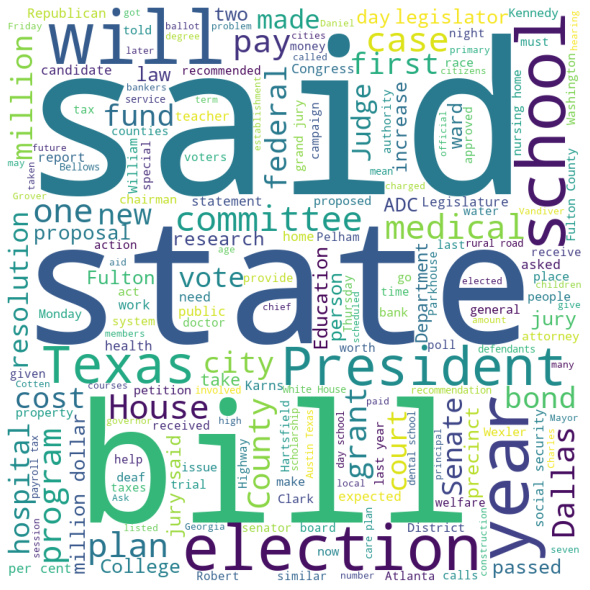 Republican
ballot
got
told
Daniel
problem
cities
Kennedy
must
hearing
Friday
later
degree
two
made
day
legislator
candidate
law
recommended
money
called
Congress
night
primary
citizens
race
Washington
will
said
pay
case
first
school
million
tax
bankers
service
term
fund
teacher
establishment
grand jury
federal
campaign
Judge
authority
increase
ward
Official
approved
mean
charged
nursing home
Fulton County
may
future
taken
Bellows
Grover
counties
report
William
special
voters
chairman
statement
proposed
ADC
Legislature
water
Vandiver
one
new
committee
medical
proposal
action
research
home
Pelham
last
rural road
receive
resolution
aid
age
state
Fulton
act
work
vote
need
provide
Education
person
Thursday
scheduled
go
time
bank
Department
Parkhouse
asked
place
people
give
elected
children
Monday
system
public
doctor
members
chief
worth
amount
general
jury
given
health
poll
defendants
attorney
many
Texas
city
President
Cotten
courses
petition
involved
Karns
White House
recommendation
cost
property
take
House
received
bill
County
Hartsfield
scholarship
grant
Austin Texas
paid
day school
court
dental school
Senate
precinct
Wexler
bond
social security
Charles
Mayor
year
Dallas
hospital
payroll tax
program
million dollar
governor
high
help
deaf
taxes
Ask
issue
trial
jury said
Highway
make
last year
Clark
expected
local
principal
welfare
construction
session
listed
Georgia
senator
board
District
seven
per cent
plan
College
election
now
care plan
passed
Robert
similar
number
Atlanta
calls